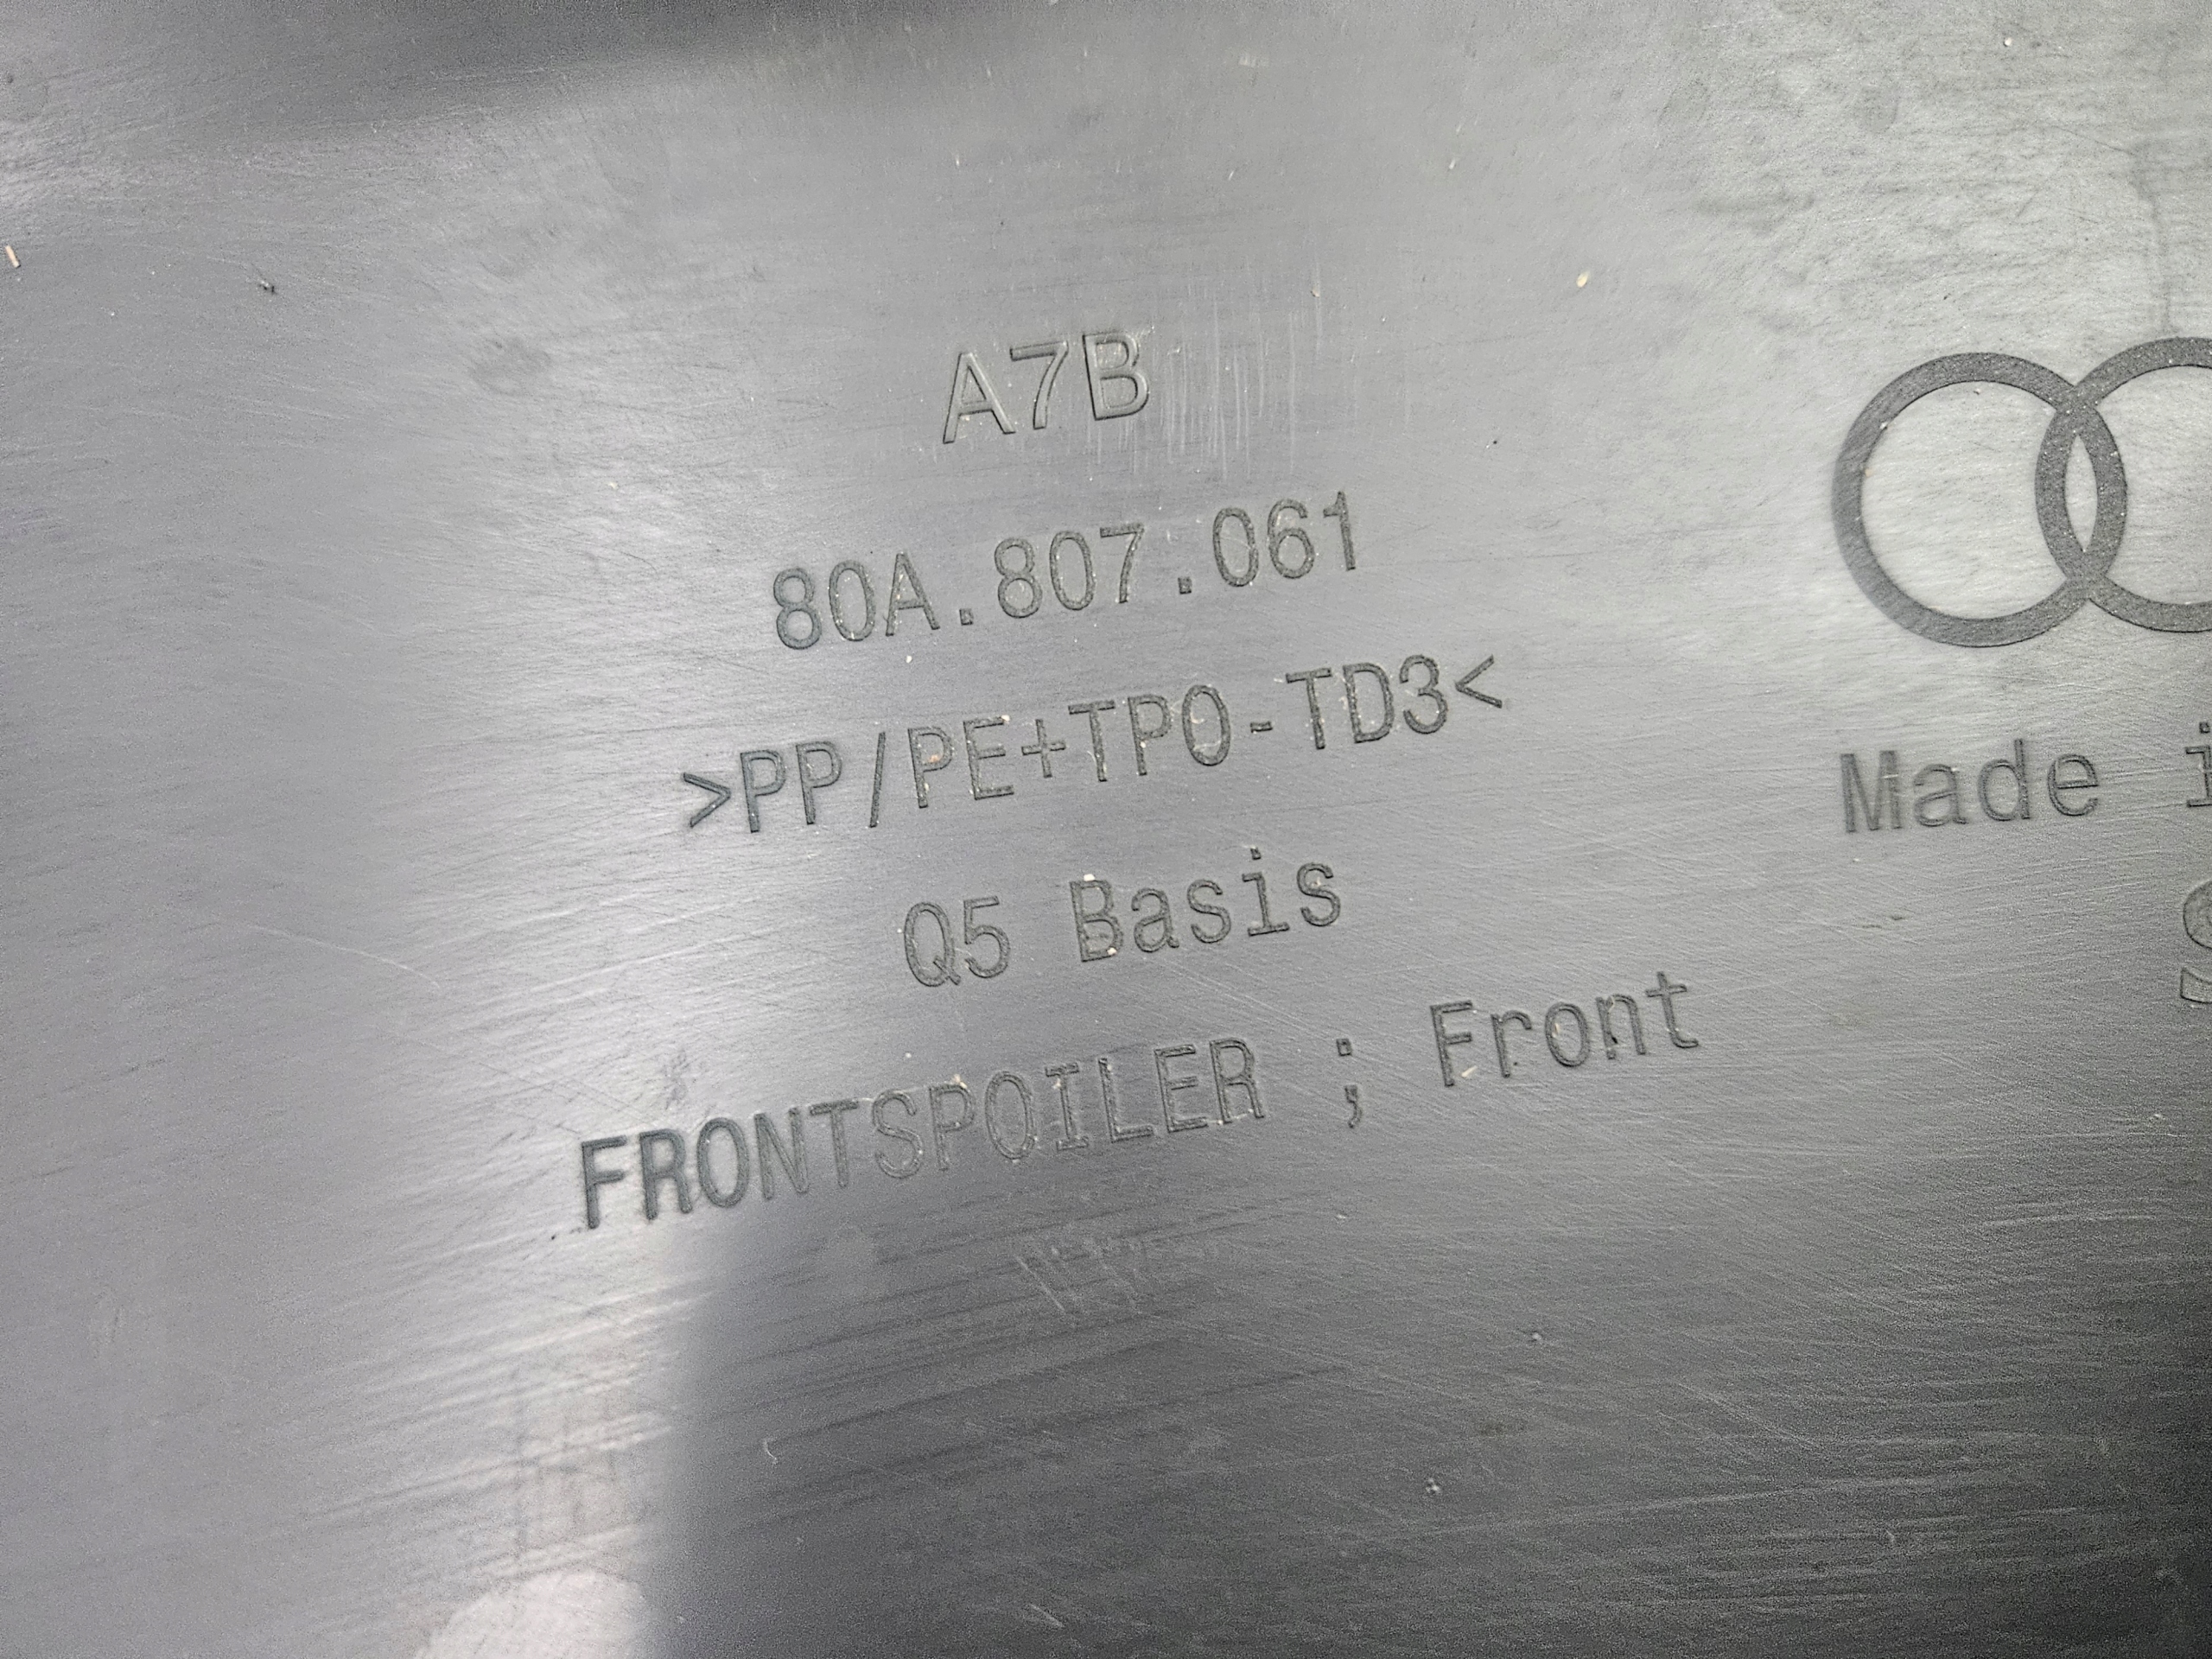 A7B
80A.807.061
>PP/PE+TPO-TD3<
Q5 Basis
FRONTSPOILER ; Front
Made